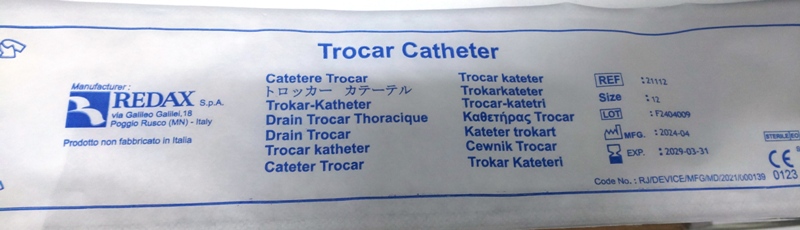 Trocar Catheter
Manufacturer :
REDAX S.p.A.
via Galileo Galilei,18
Poggio Rusco (MN) - Italy
Prodotto non fabbricato in Italia
Catetere Trocar
トロッカー カテーテル
Trokar-Katheter
Drain Trocar Thoracique
Drain Trocar
Trocar katheter
Cateter Trocar
Trocar kateter
Trokarkateter
Trocar-katetri
Καθετήρας Trocar
Kateter trokart
Cewnik Trocar
Trokar Kateteri
REF :21112
Size :12
LOT :F2404009
MFG. :2024-04
EXP. :2029-03-31
STERILE
CE
0123
Code No. : RJ/DEVICE/MFG/MD/2021/000139